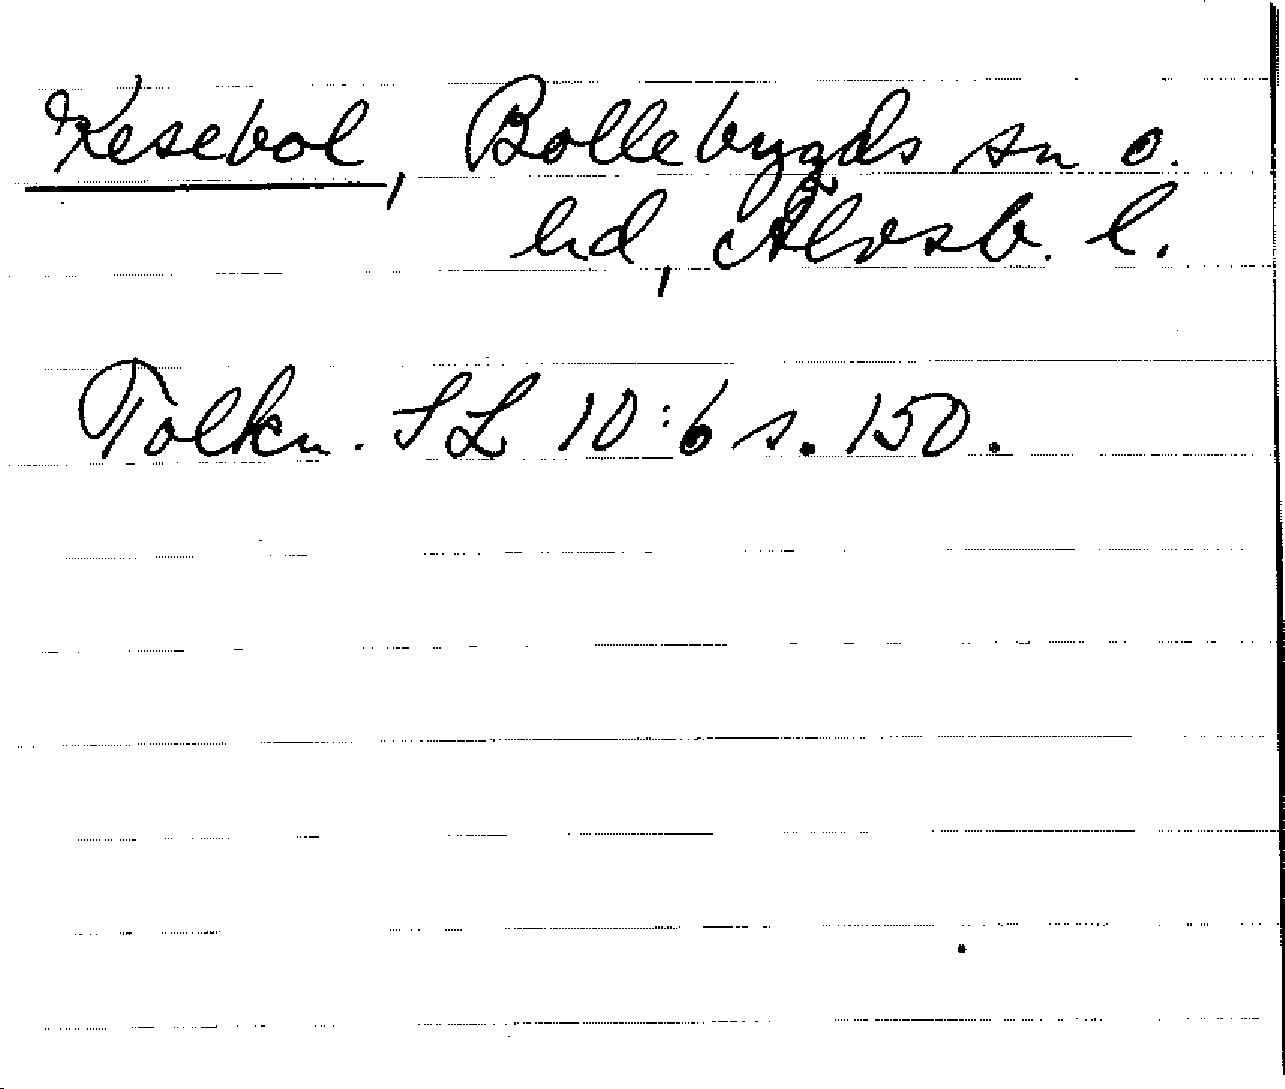 Kesebol, Bollebygds sn o.
hd, Älvsb. l.
Tolkn. SL 10:6 s. 150.